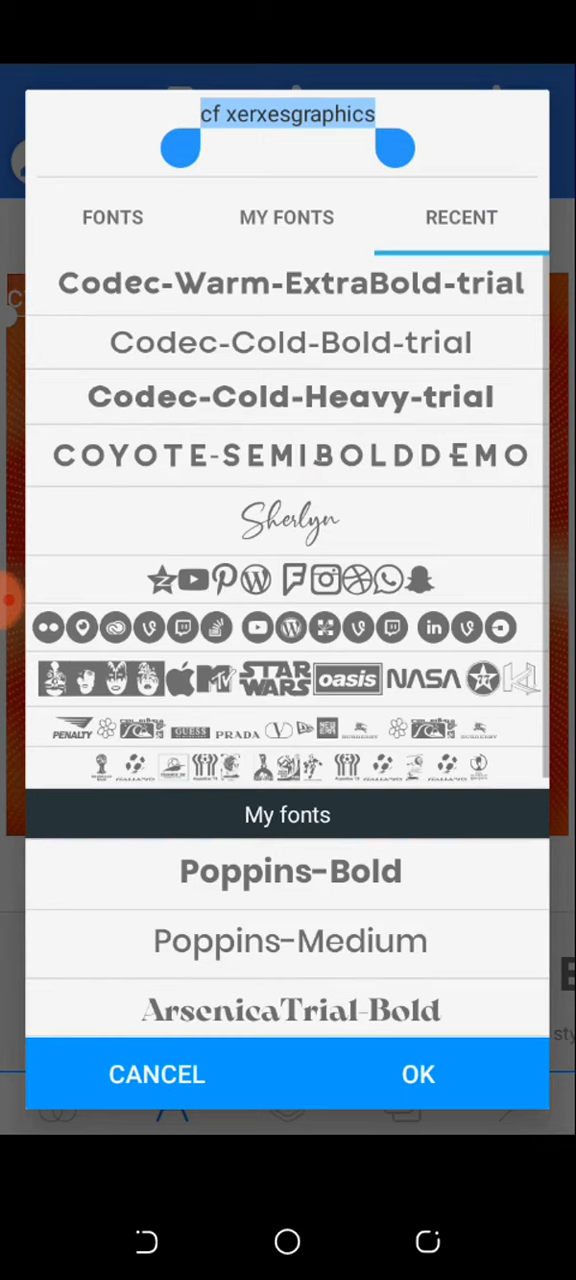 cf xerxesgraphics
FONTS MY FONTS RECENT
Codec-Warm-ExtraBold-trial
Codec-Cold-Bold-trial
Codec-Cold-Heavy-trial
COYOTE-SEMIBOLDDEMO
Sherlyn
MTV STAR WARS oasis NASA
PENALTY GUESS PRADA
My fonts
Poppins-Bold
Poppins-Medium
ArsenicaTrial-Bold
CANCEL OK